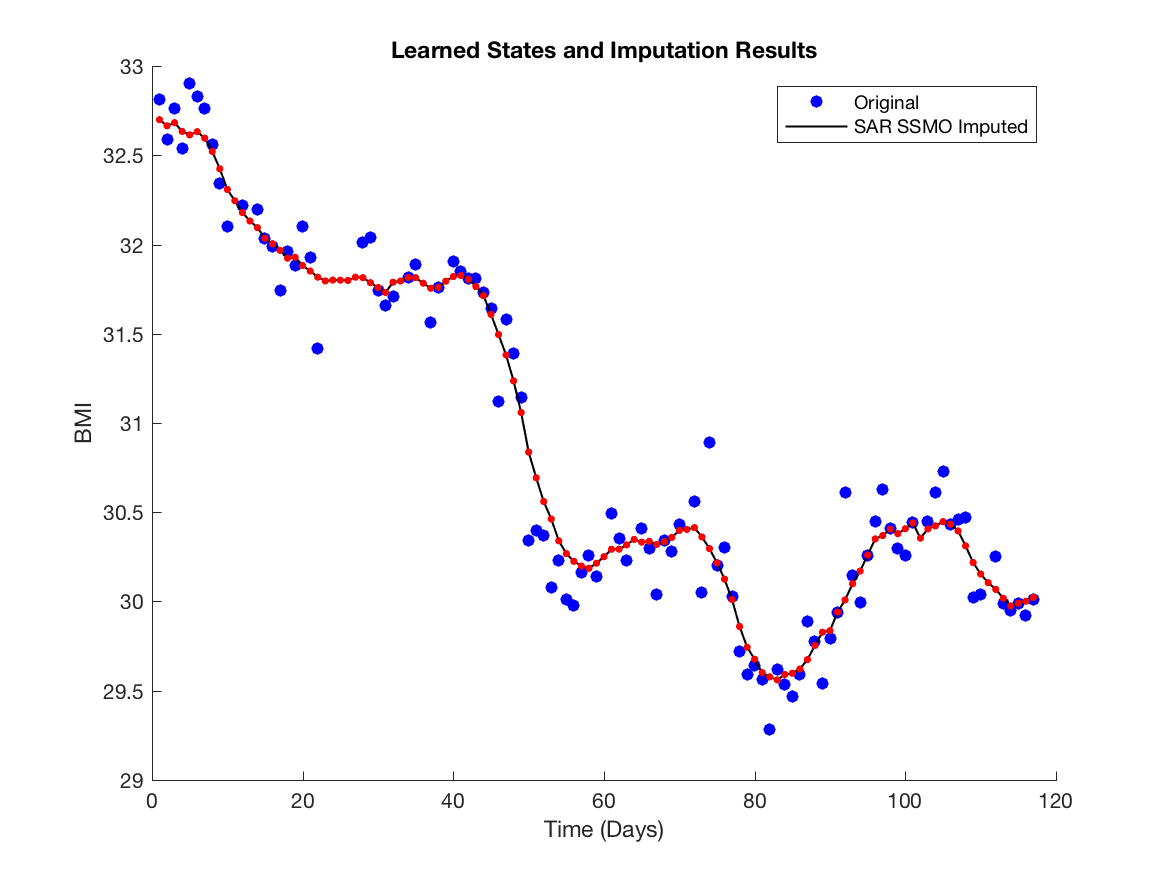 Learned States and Imputation Results
Original
SAR SSMO Imputed
33
32.5
32
31.5
31
30.5
30
29.5
29
BMI
0 20 40 60 80 100 120
Time (Days)